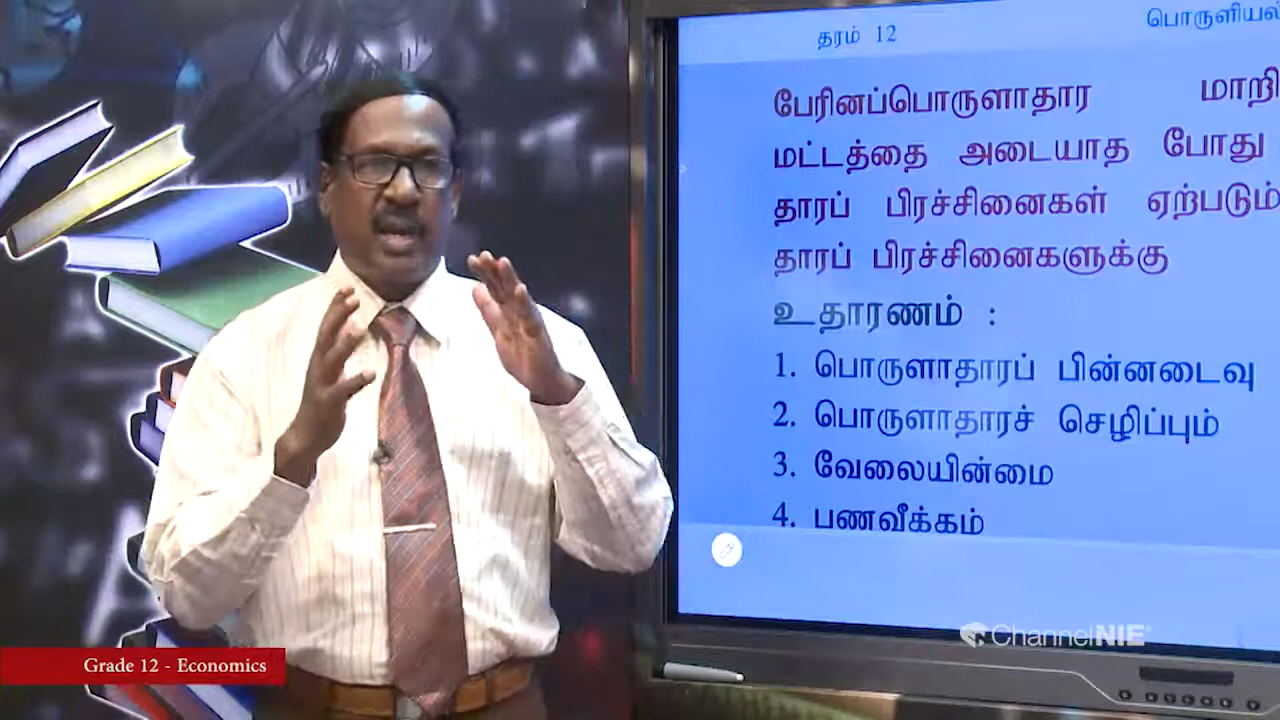 தரம் 12
பேரினப்பொருளாதார
மட்டத்தை அடையாத போது
தாரப் பிரச்சினைகள் ஏற்படும்
தாரப் பிரச்சினைகளுக்கு
உதாரணம் :
1. பொருளாதாரப் பின்னடைவு
2. பொருளாதாரச் செழிப்பும்
3. வேலையின்மை
4. பணவீக்கம்
ChannelNIE
Grade 12 - Economics